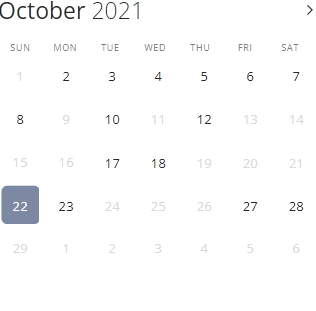 October 2021
SUN MON TUE WED THU FRI SAT
1 2 3 4 5 6 7
8 9 10 11 12 13 14
15 16 17 18 19 20 21
22 23 24 25 26 27 28
29 1 2 3 4 5 6